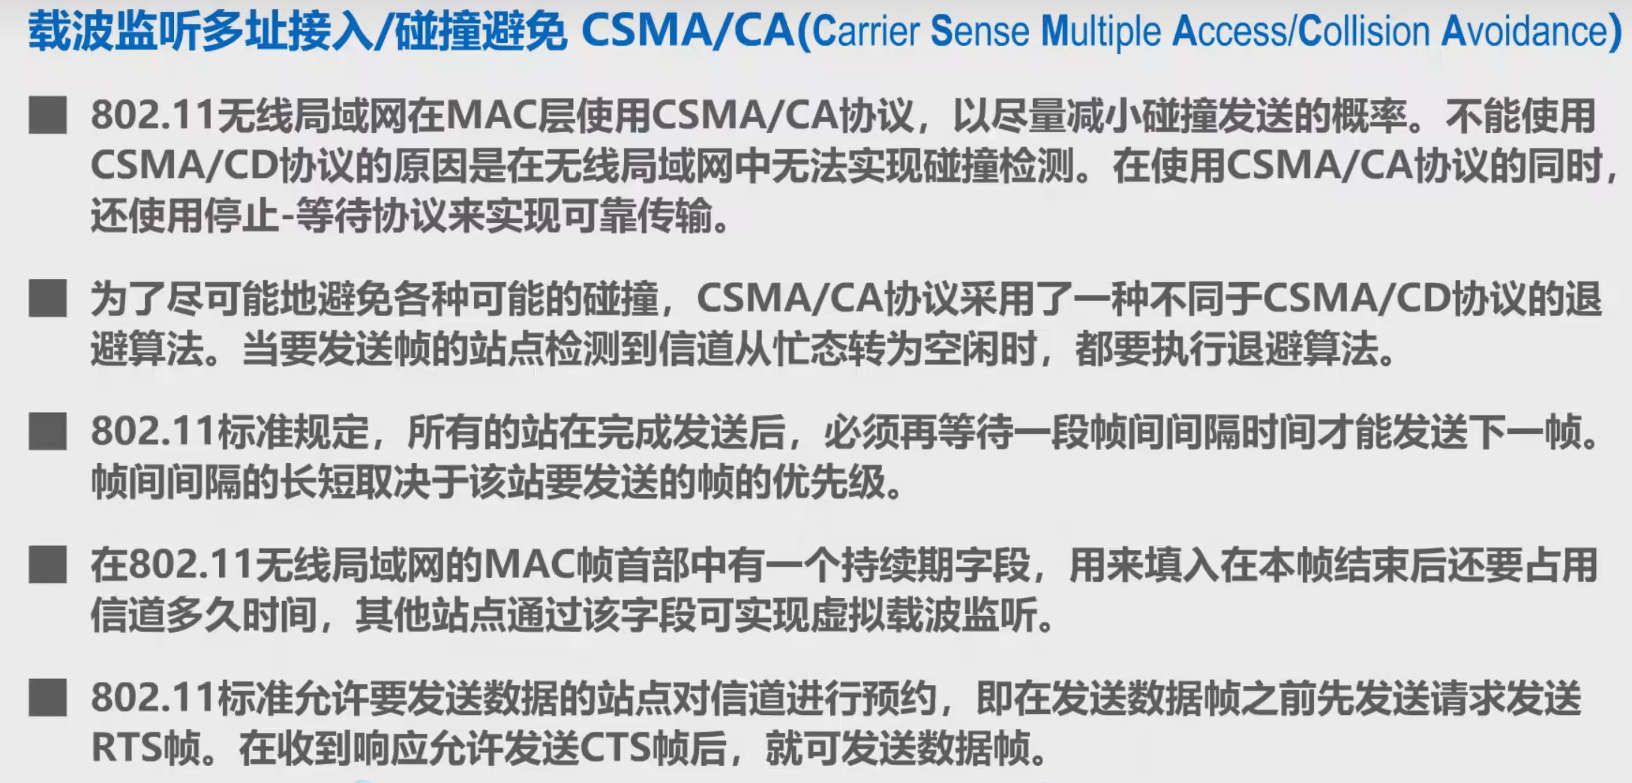 载波监听多址接入/碰撞避免 CSMA/CA(Carrier Sense Multiple Access/Collision Avoidance)
802.11无线局域网在MAC层使用CSMA/CA协议，以尽量减小碰撞发送的概率。不能使用
CSMA/CD协议的原因是在无线局域网中无法实现碰撞检测。在使用CSMA/CA协议的同时，
还使用停止-等待协议来实现可靠传输。
为了尽可能地避免各种可能的碰撞，CSMA/CA协议采用了一种不同于CSMA/CD协议的退
避算法。当要发送帧的站点检测到信道从忙态转为空闲时，都要执行退避算法。
802.11标准规定，所有的站在完成发送后，必须再等待一段帧间间隔时间才能发送下一帧。
帧间间隔的长短取决于该站要发送的帧的优先级。
在802.11无线局域网的MAC帧首部中有一个持续期字段，用来填入在本帧结束后还要占用
信道多久时间，其他站点通过该字段可实现虚拟载波监听。
802.11标准允许要发送数据的站点对信道进行预约，即在发送数据帧之前先发送请求发送
RTS帧。在收到响应允许发送CTS帧后，就可发送数据帧。